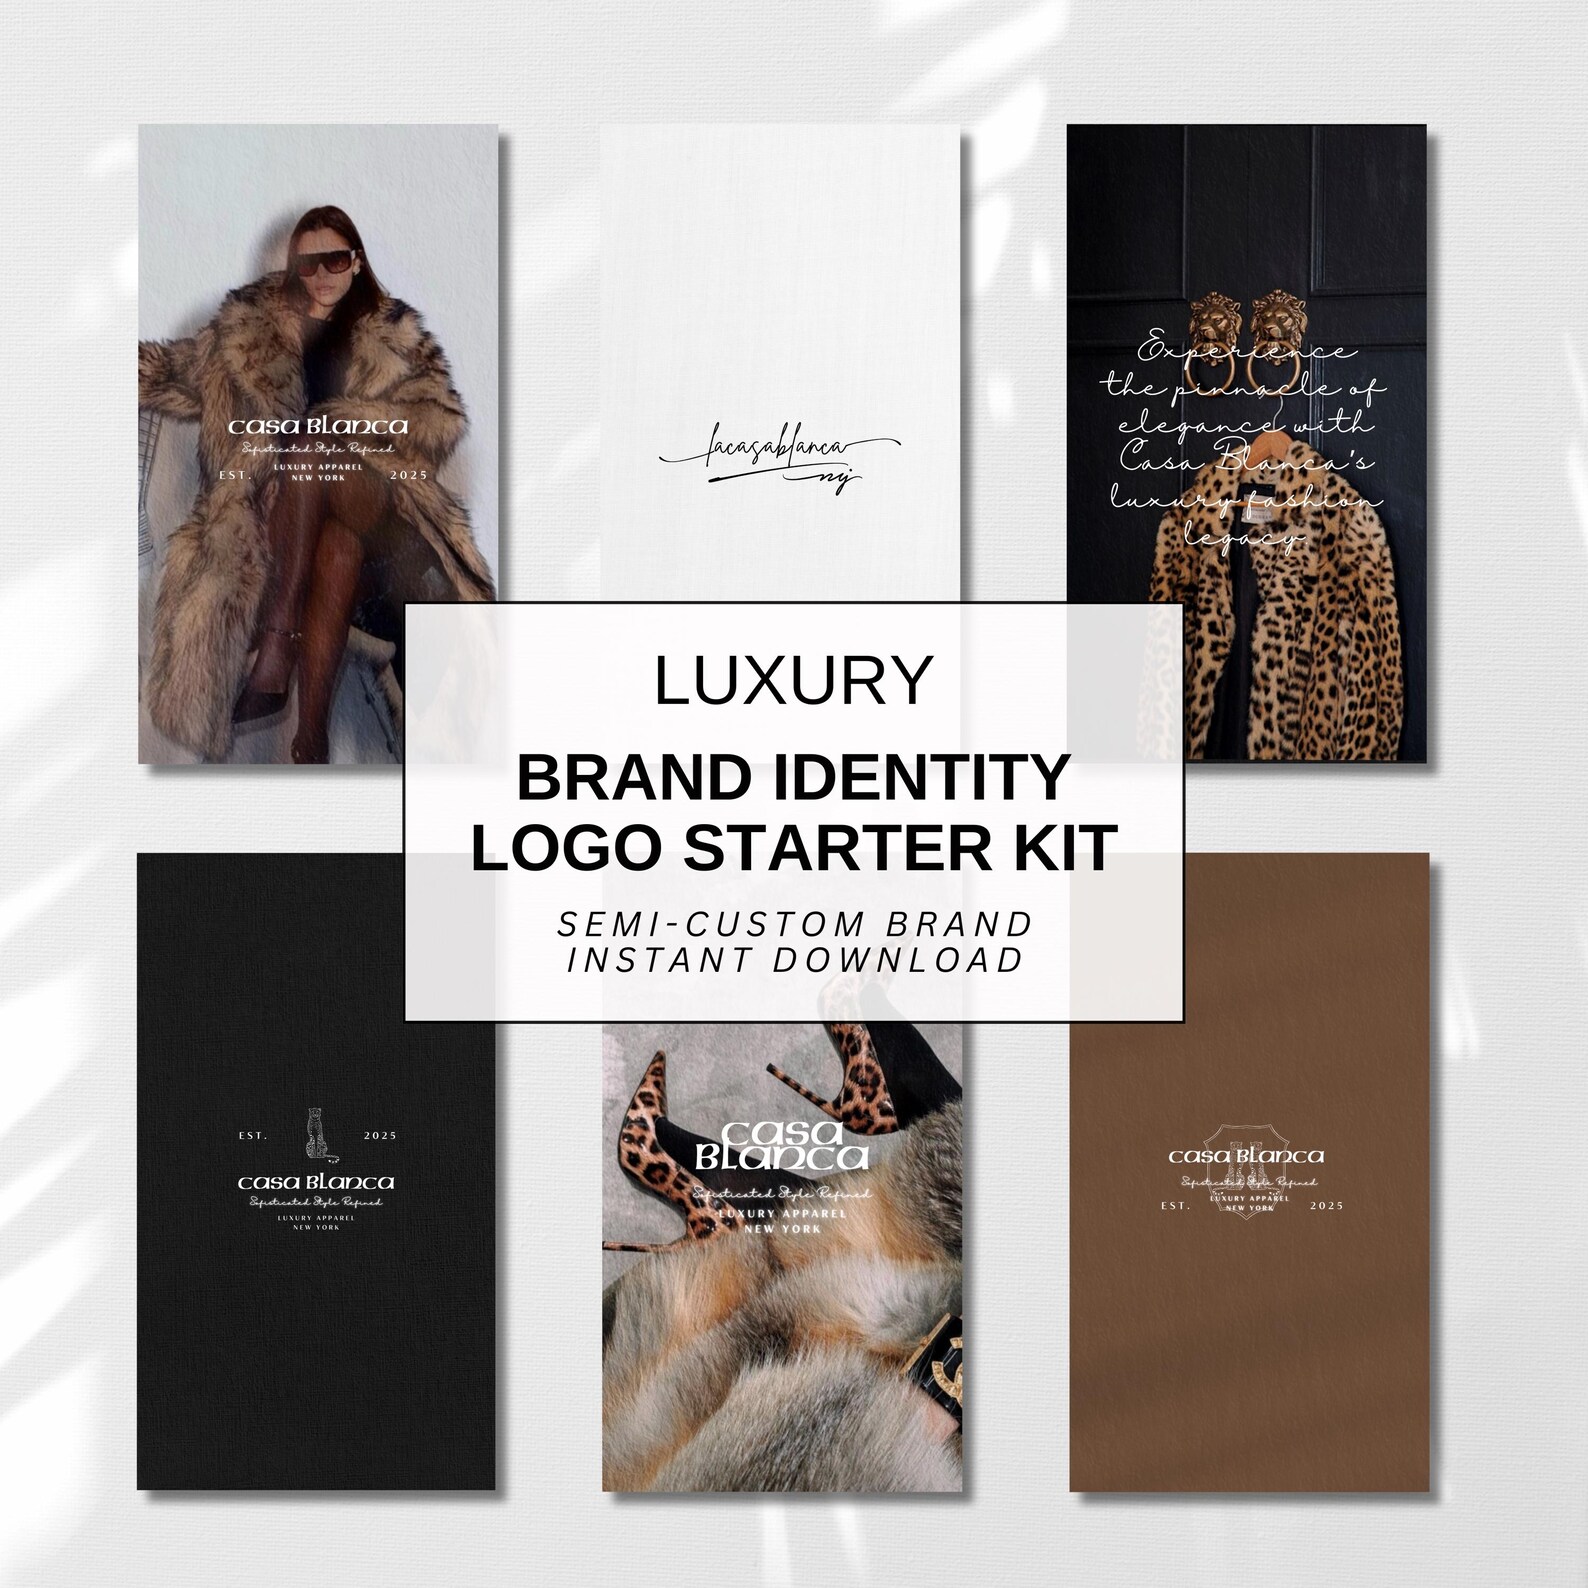 casa Blanca
Sofisticated Style Refined
LUXURY APPAREL
EST. NEW YORK 2025
lacasablanca
ny
Experience
the pinnacle of
elegance with
Casa Blanca's
luxury fashion
legacy.
LUXURY
BRAND IDENTITY
LOGO STARTER KIT
SEMI-CUSTOM BRAND
INSTANT DOWNLOAD
EST. 2025
casa Blanca
Sofisticated Style Refined
LUXURY APPAREL
NEW YORK
casa
Blanca
Sofisticated Style Refined
LUXURY APPAREL
NEW YORK
casa Blanca
Sofisticated Style Refined
LUXURY APPAREL
EST. NEW YORK 2025